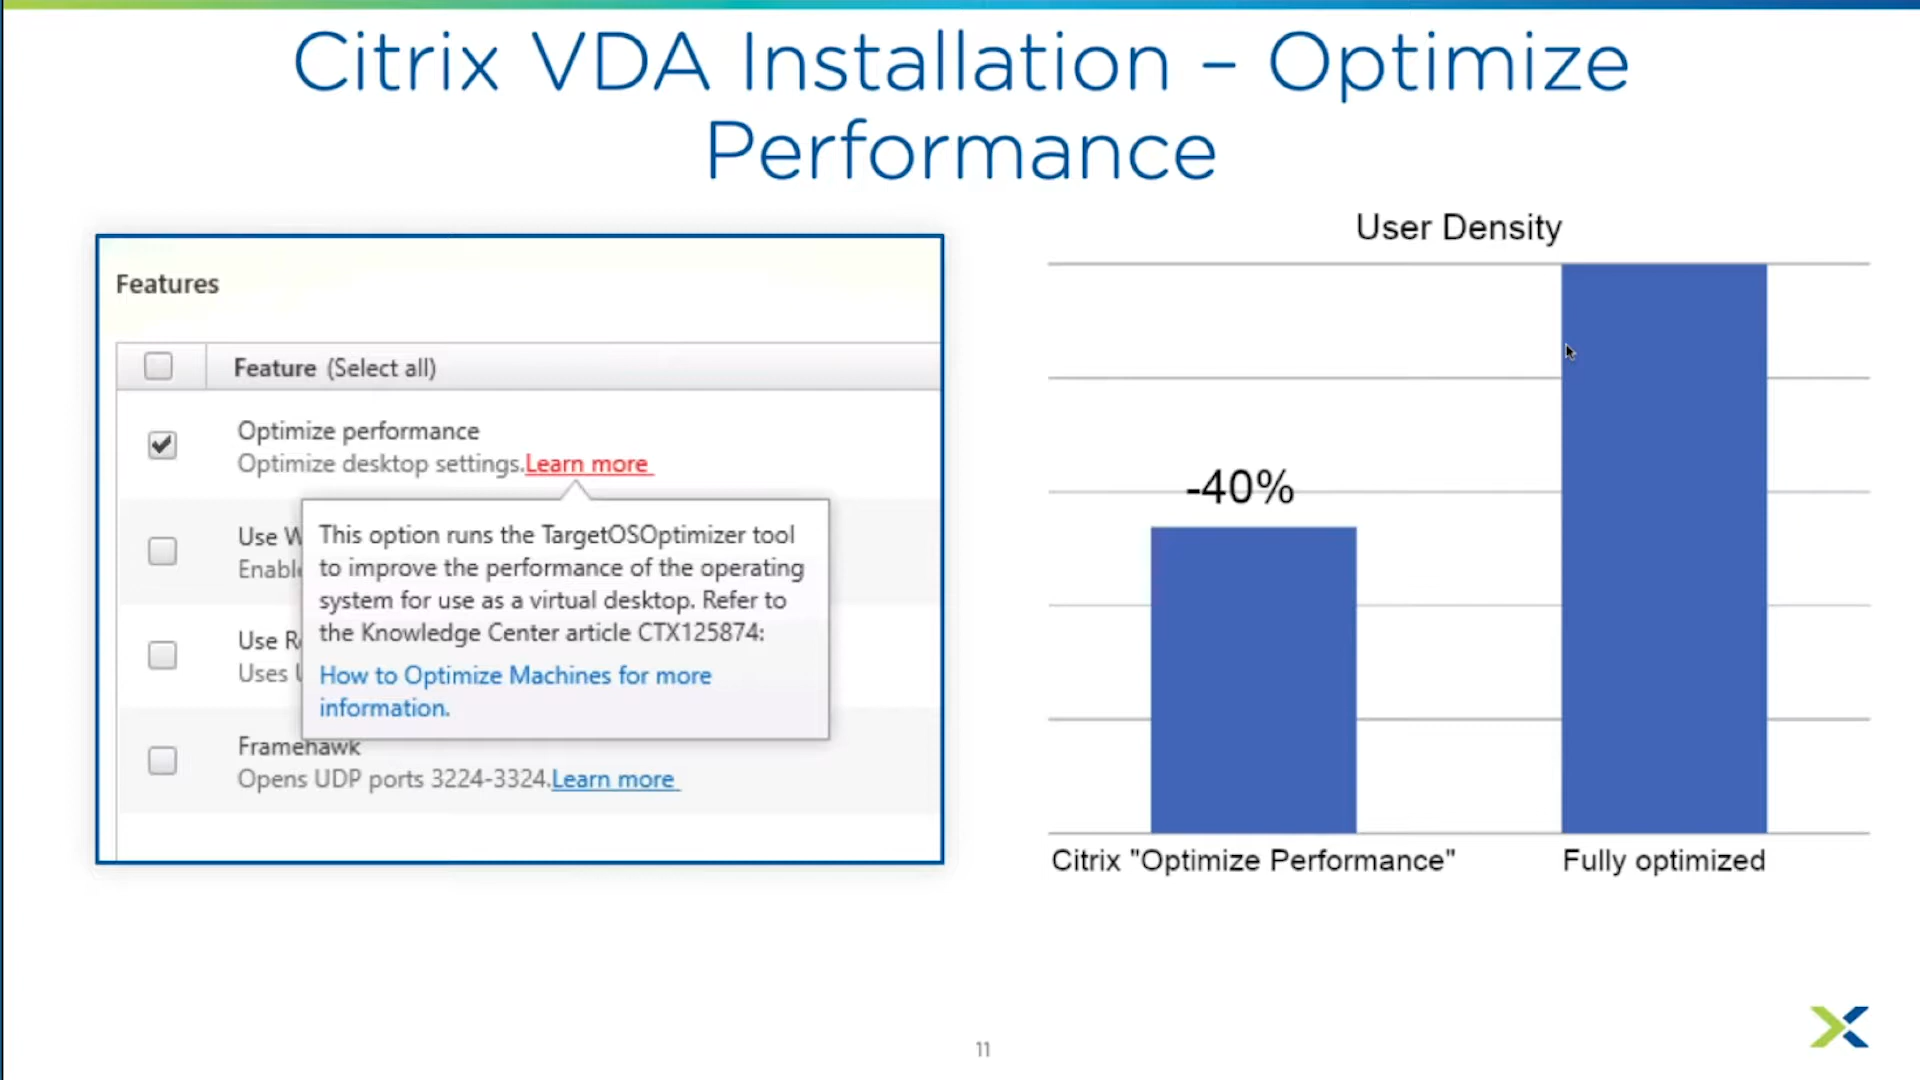 Citrix VDA Installation – Optimize
Performance
Features
Feature (Select all)
Optimize performance
Optimize desktop settings.Learn more
This option runs the TargetOSOptimizer tool
to improve the performance of the operating
system for use as a virtual desktop. Refer to
the Knowledge Center article CTX125874:
How to Optimize Machines for more
information.
Use
Use
Uses
Framehawk
Opens UDP ports 3224-3324.Learn more
User Density
-40%
Citrix "Optimize Performance"
Fully optimized
11